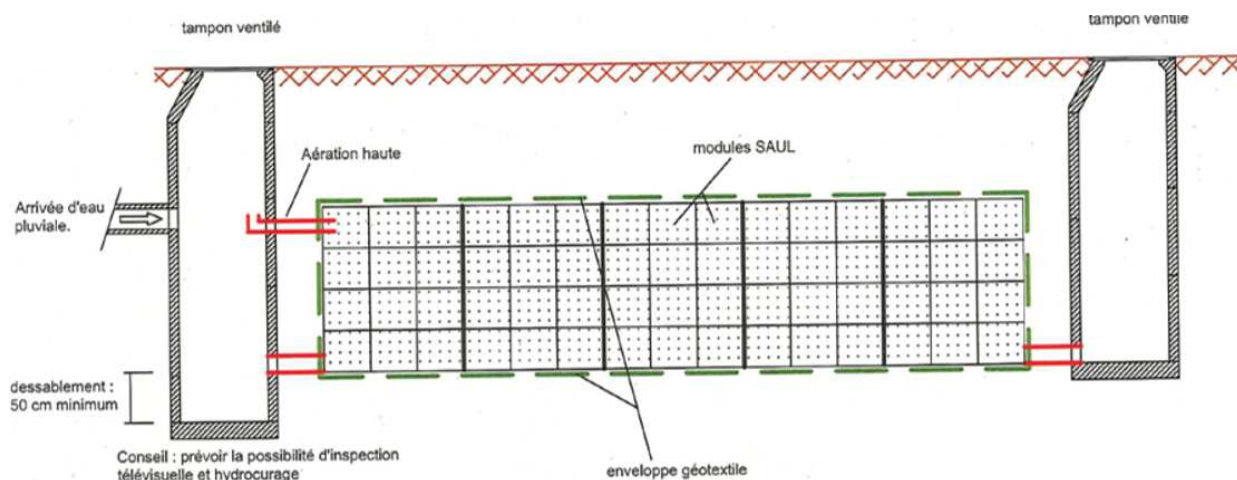 tampon ventilé
tampon ventilé
Aération haute
modules SAUL
Arrivée d'eau
pluviale.
dessablement :
50 cm minimum
Conseil : prévoir la possibilité d'inspection
télévisuelle et hydrocurage
enveloppe géotextile